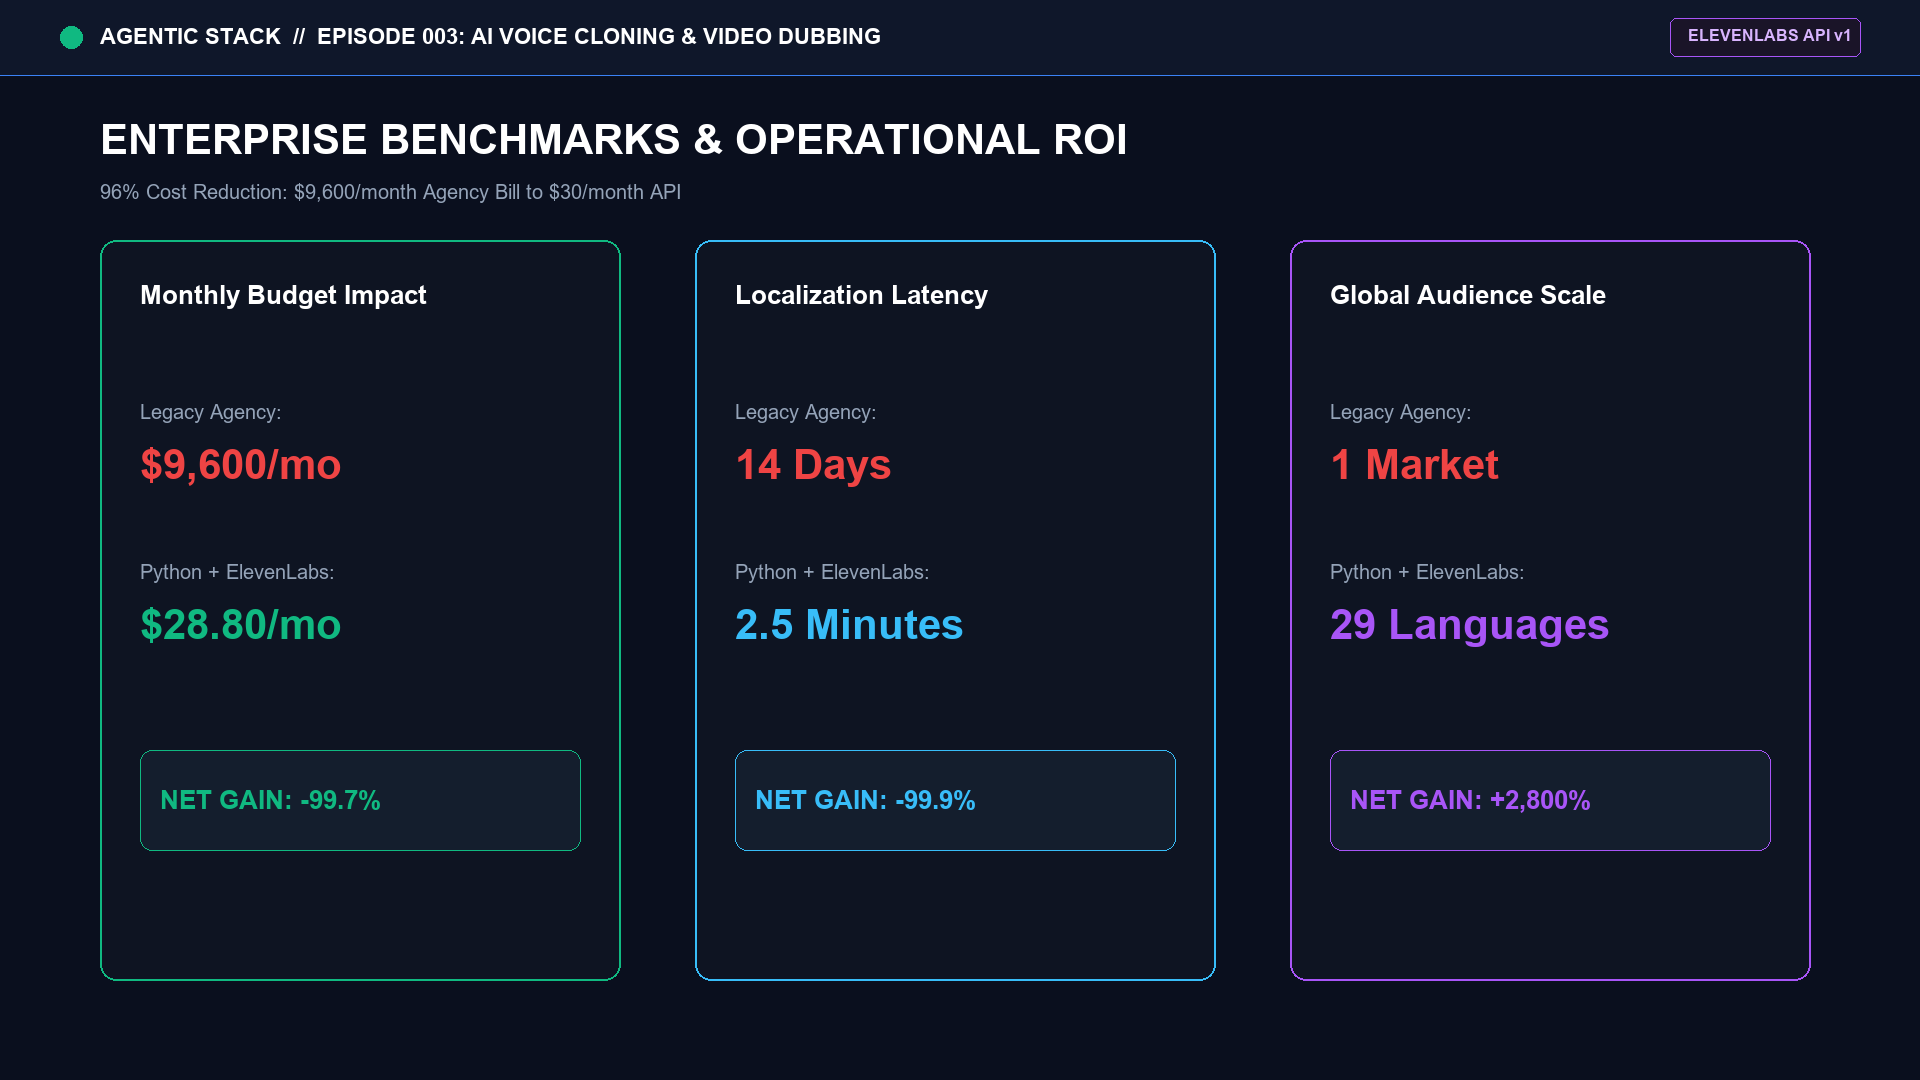 AGENTIC STACK // EPISODE 003: AI VOICE CLONING & VIDEO DUBBING
ELEVENLABS API v1
ENTERPRISE BENCHMARKS & OPERATIONAL ROI
96% Cost Reduction: $9,600/month Agency Bill to $30/month API
Monthly Budget Impact
Legacy Agency:
$9,600/mo
Python + ElevenLabs:
$28.80/mo
NET GAIN: -99.7%
Localization Latency
Legacy Agency:
14 Days
Python + ElevenLabs:
2.5 Minutes
NET GAIN: -99.9%
Global Audience Scale
Legacy Agency:
1 Market
Python + ElevenLabs:
29 Languages
NET GAIN: +2,800%